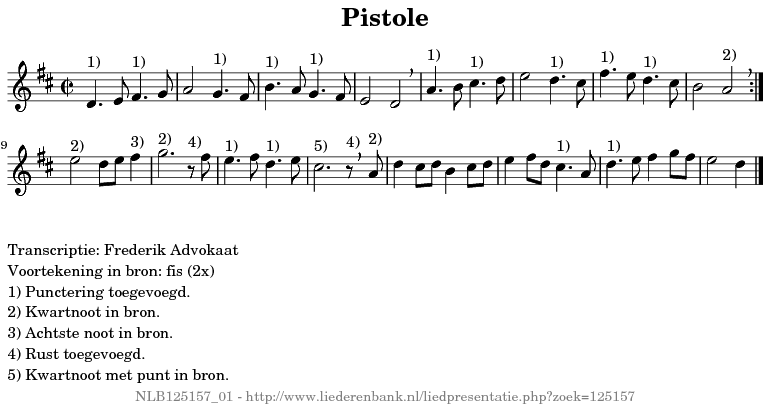 Pistole
1) 1) 1) 1) 1) 1) 1) 1) 1) 1) 2)
9 2) 3) 2) 4) 1) 1) 5) 4) 2) 1) 1)
Transcriptie: Frederik Advokaat
Voortekening in bron: fis (2x)
1) Punctering toegevoegd.
2) Kwartnoot in bron.
3) Achtste noot in bron.
4) Rust toegevoegd.
5) Kwartnoot met punt in bron.
NLB125157_01 - http://www.liederenbank.nl/liedpresentatie.php?zoek=125157